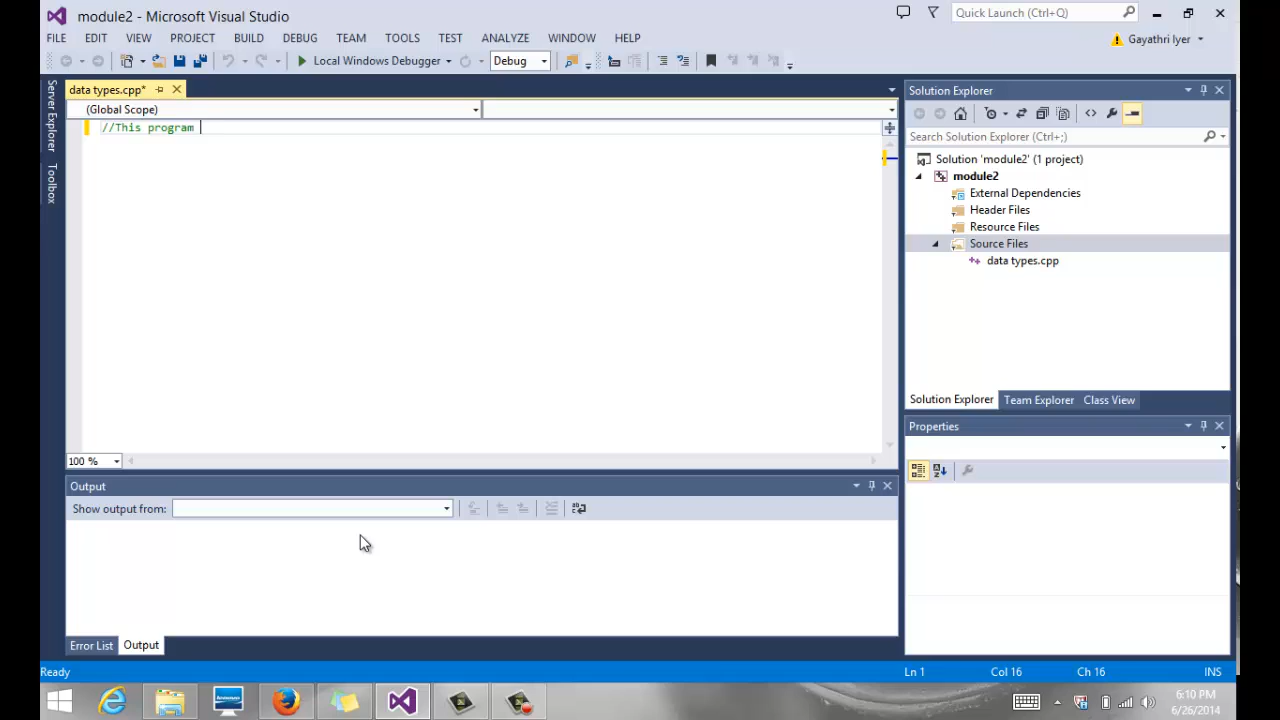 module2 - Microsoft Visual Studio
Quick Launch (Ctrl+Q)
FILE EDIT VIEW PROJECT BUILD DEBUG TEAM TOOLS TEST ANALYZE WINDOW HELP
Gayathri Iyer
Local Windows Debugger
Debug
Server Explorer
Toolbox
data types.cpp*
(Global Scope)
//This program
100 %
Output
Show output from:
Error List Output
Solution Explorer
Search Solution Explorer (Ctrl+;)
Solution 'module2' (1 project)
module2
External Dependencies
Header Files
Resource Files
Source Files
data types.cpp
Solution Explorer Team Explorer Class View
Properties
Ready
Ln 1 Col 16 Ch 16 INS
6:10 PM
6/26/2014